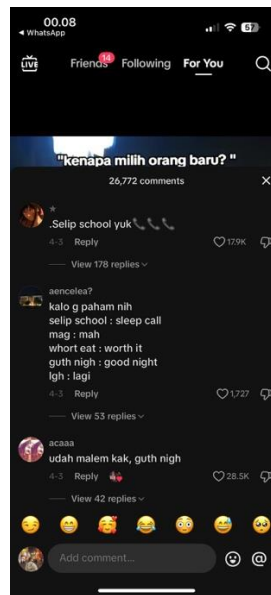 00.08
57
◄ WhatsApp
LIVE
Friends 14 Following For You
"kenapa milih orang baru? "
26,772 comments
.Selip school yuk📞📞📞
4-3 Reply 17.9K
View 178 replies
aencelea?
kalo g paham nih
selip school : sleep call
mag : mah
whort eat : worth it
guth nigh : good night
lgh : lagi
4-3 Reply 1,727
View 53 replies
acaaa
udah malem kak, guth nigh
4-3 Reply 28.5K
View 42 replies
Add comment...
@